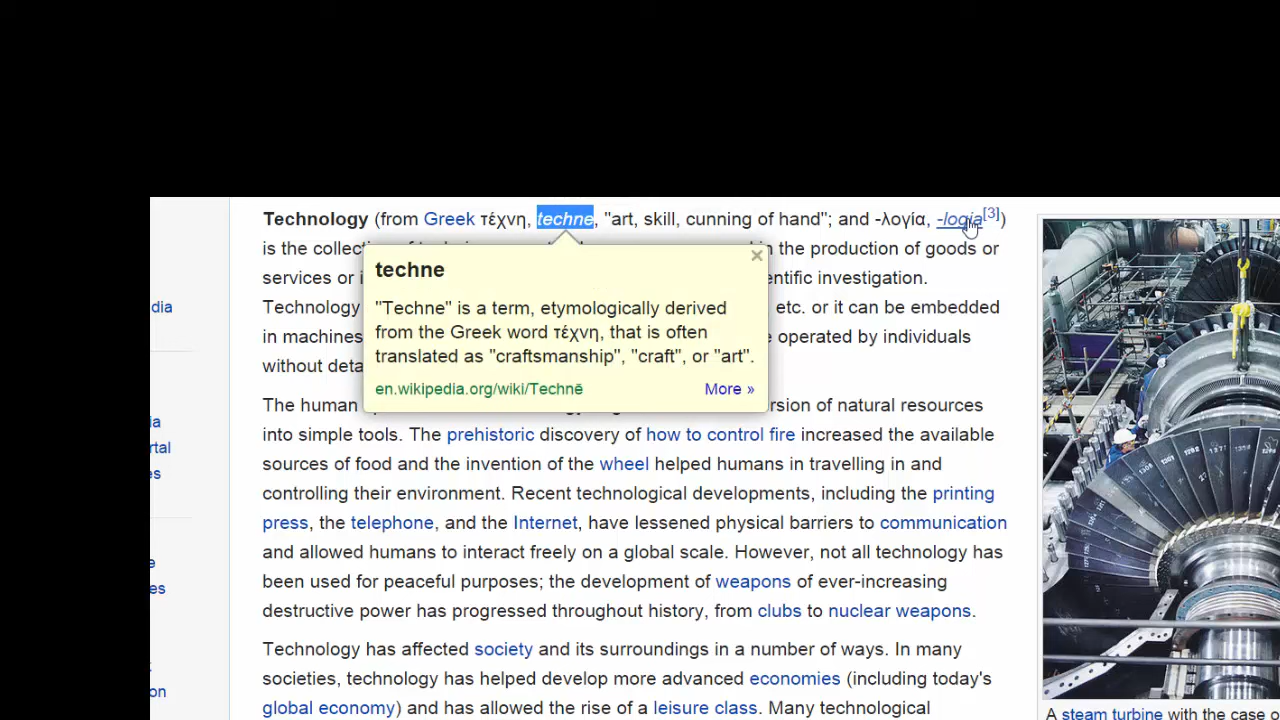 Technology (from Greek τέχνη, techne, "art, skill, cunning of hand"; and -λογία, -logia[3])
is the in the production of goods or
services or entific investigation.
Technology etc. or it can be embedded
in machines operated by individuals
without
techne
"Techne" is a term, etymologically derived
from the Greek word τέχνη, that is often
translated as "craftsmanship", "craft", or "art".
en.wikipedia.org/wiki/Technē More »
The human rsion of natural resources
into simple tools. The prehistoric discovery of how to control fire increased the available
sources of food and the invention of the wheel helped humans in travelling in and
controlling their environment. Recent technological developments, including the printing
press, the telephone, and the Internet, have lessened physical barriers to communication
and allowed humans to interact freely on a global scale. However, not all technology has
been used for peaceful purposes; the development of weapons of ever-increasing
destructive power has progressed throughout history, from clubs to nuclear weapons.
Technology has affected society and its surroundings in a number of ways. In many
societies, technology has helped develop more advanced economies (including today's
global economy) and has allowed the rise of a leisure class. Many technological
dia
ia
rtal
es
e
es
t
on
A steam turbine with the case o